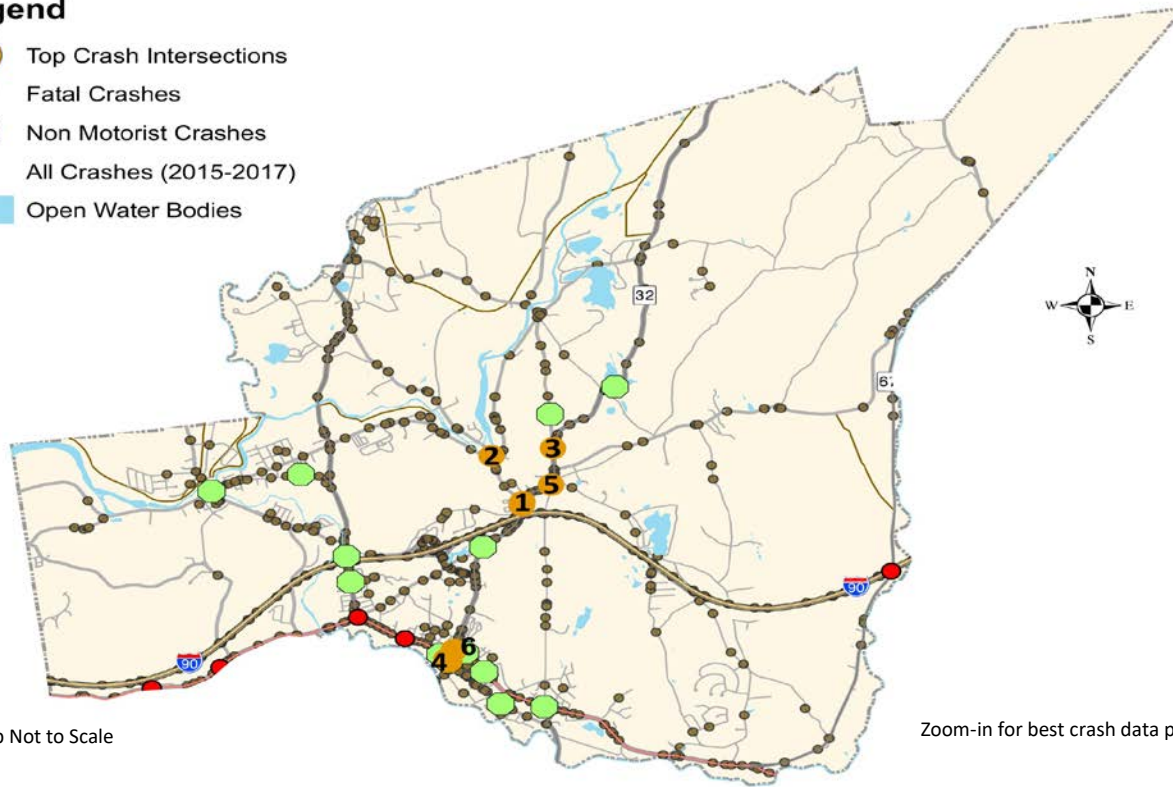 gend
Top Crash Intersections
Fatal Crashes
Non Motorist Crashes
All Crashes (2015-2017)
Open Water Bodies
32
N
W E
S
67
3
2
5
1
90
6
4
90
p Not to Scale
Zoom-in for best crash data p